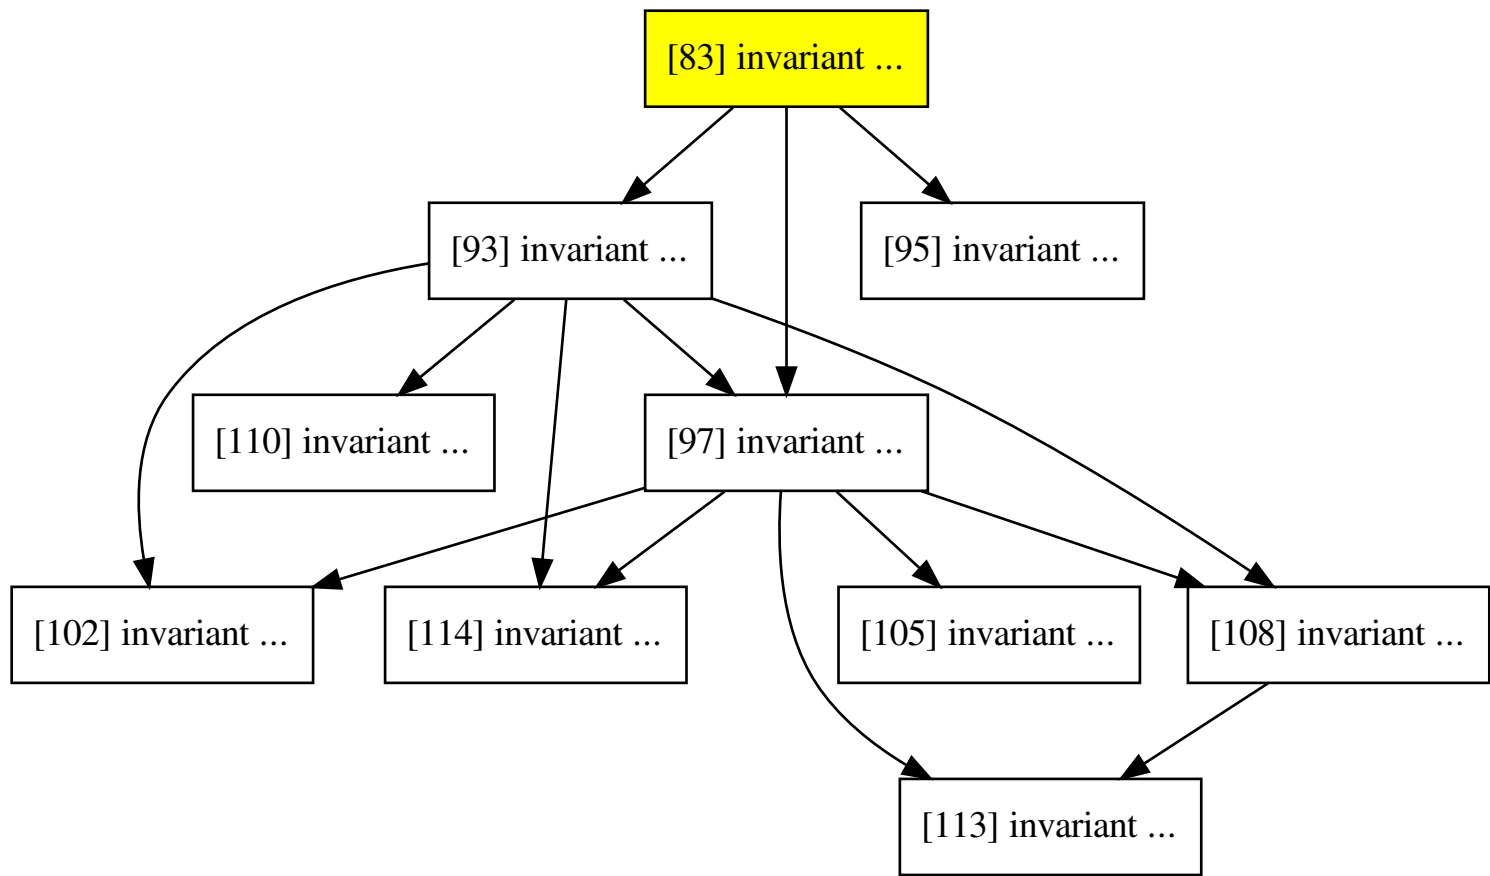 [83] invariant ...
[93] invariant ...
[95] invariant ...
[110] invariant ...
[97] invariant ...
[102] invariant ...
[114] invariant ...
[105] invariant ...
[108] invariant ...
[113] invariant ...